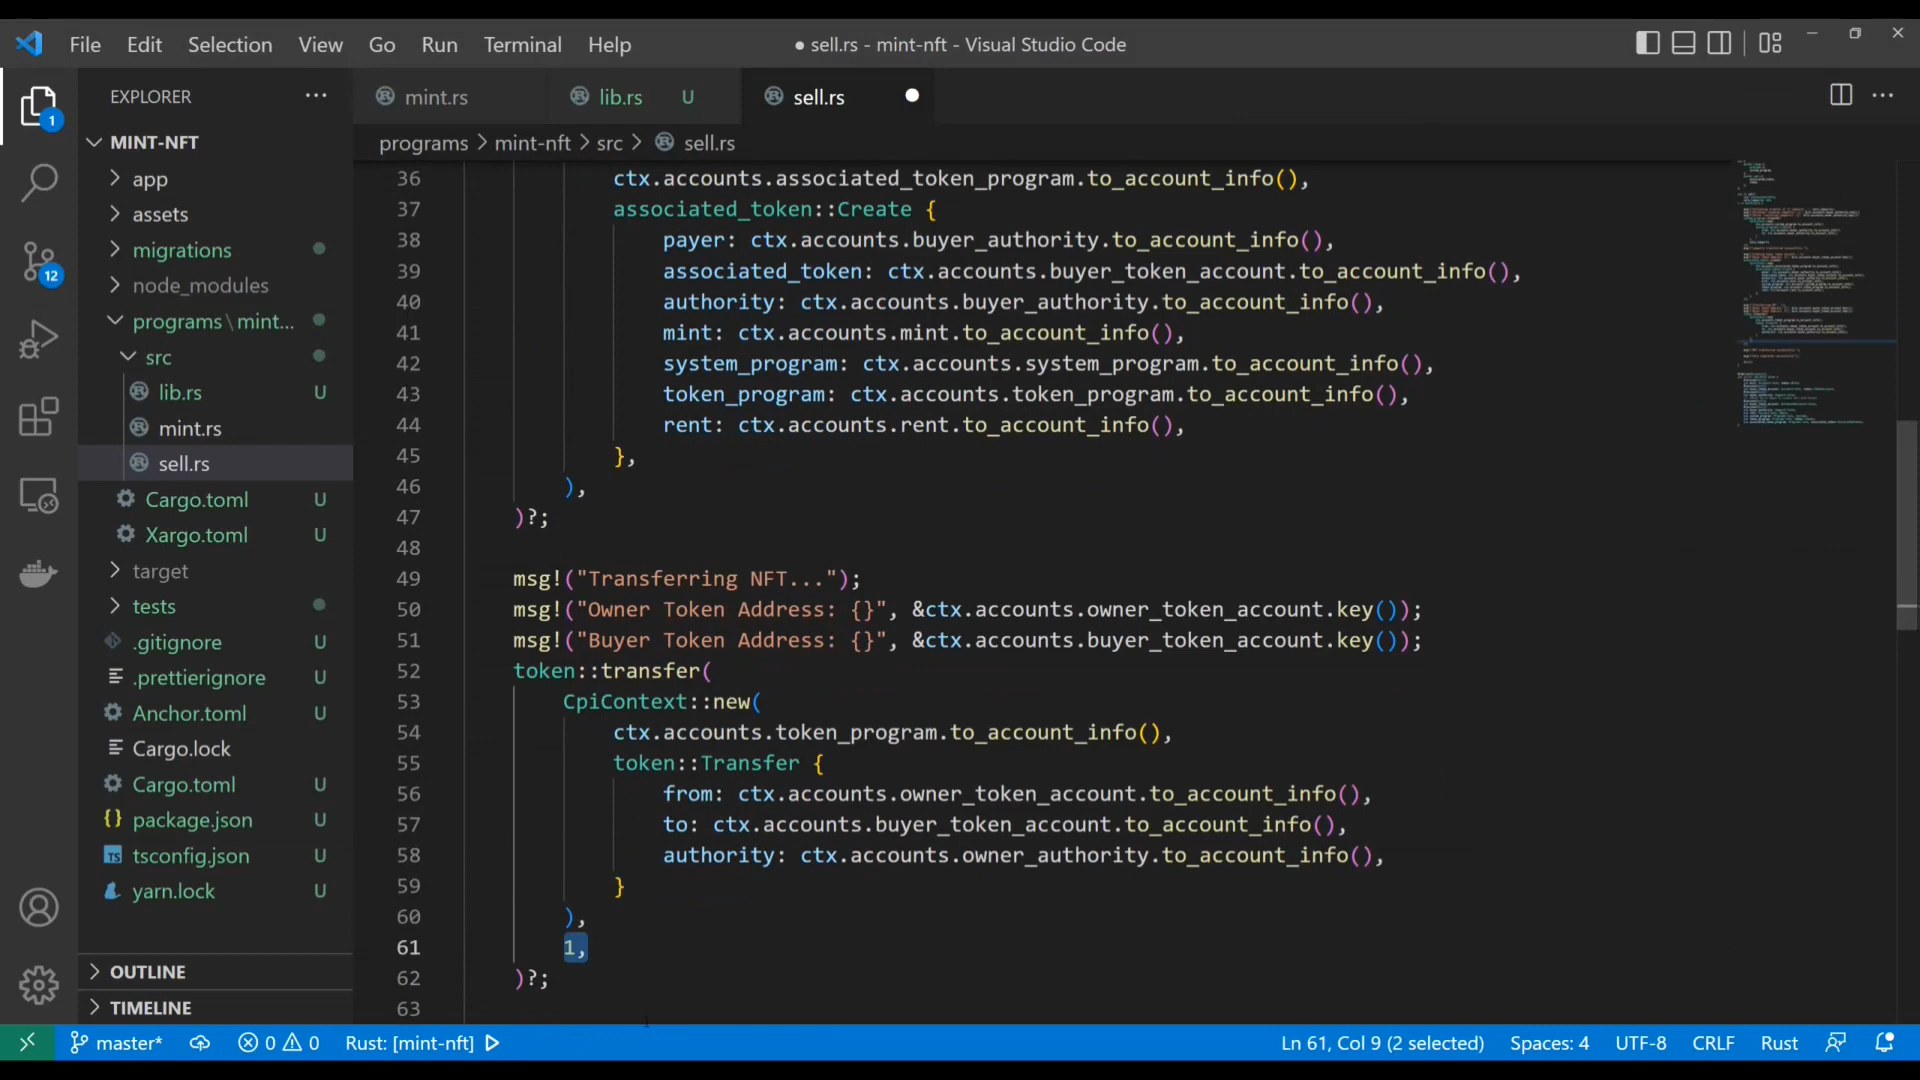 File Edit Selection View Go Run Terminal Help
● sell.rs - mint-nft - Visual Studio Code
EXPLORER ···
mint.rs
lib.rs U
sell.rs ●
programs > mint-nft > src > sell.rs
1
12
MINT-NFT
app
assets
migrations
node_modules
programs\mint...
src
lib.rs U
mint.rs
sell.rs
Cargo.toml U
Xargo.toml U
target
tests
.gitignore U
.prettierignore U
Anchor.toml U
Cargo.lock
Cargo.toml U
package.json U
tsconfig.json U
yarn.lock U
OUTLINE
TIMELINE
36 ctx.accounts.associated_token_program.to_account_info(),
37 associated_token::Create {
38 payer: ctx.accounts.buyer_authority.to_account_info(),
39 associated_token: ctx.accounts.buyer_token_account.to_account_info(),
40 authority: ctx.accounts.buyer_authority.to_account_info(),
41 mint: ctx.accounts.mint.to_account_info(),
42 system_program: ctx.accounts.system_program.to_account_info(),
43 token_program: ctx.accounts.token_program.to_account_info(),
44 rent: ctx.accounts.rent.to_account_info(),
45 },
46 ),
47 )?;
48
49 msg!("Transferring NFT...");
50 msg!("Owner Token Address: {}", &ctx.accounts.owner_token_account.key());
51 msg!("Buyer Token Address: {}", &ctx.accounts.buyer_token_account.key());
52 token::transfer(
53 CpiContext::new(
54 ctx.accounts.token_program.to_account_info(),
55 token::Transfer {
56 from: ctx.accounts.owner_token_account.to_account_info(),
57 to: ctx.accounts.buyer_token_account.to_account_info(),
58 authority: ctx.accounts.owner_authority.to_account_info(),
59 }
60 ),
61 1,
62 )?;
63
master* 0 0 Rust: [mint-nft] Ln 61, Col 9 (2 selected) Spaces: 4 UTF-8 CRLF Rust